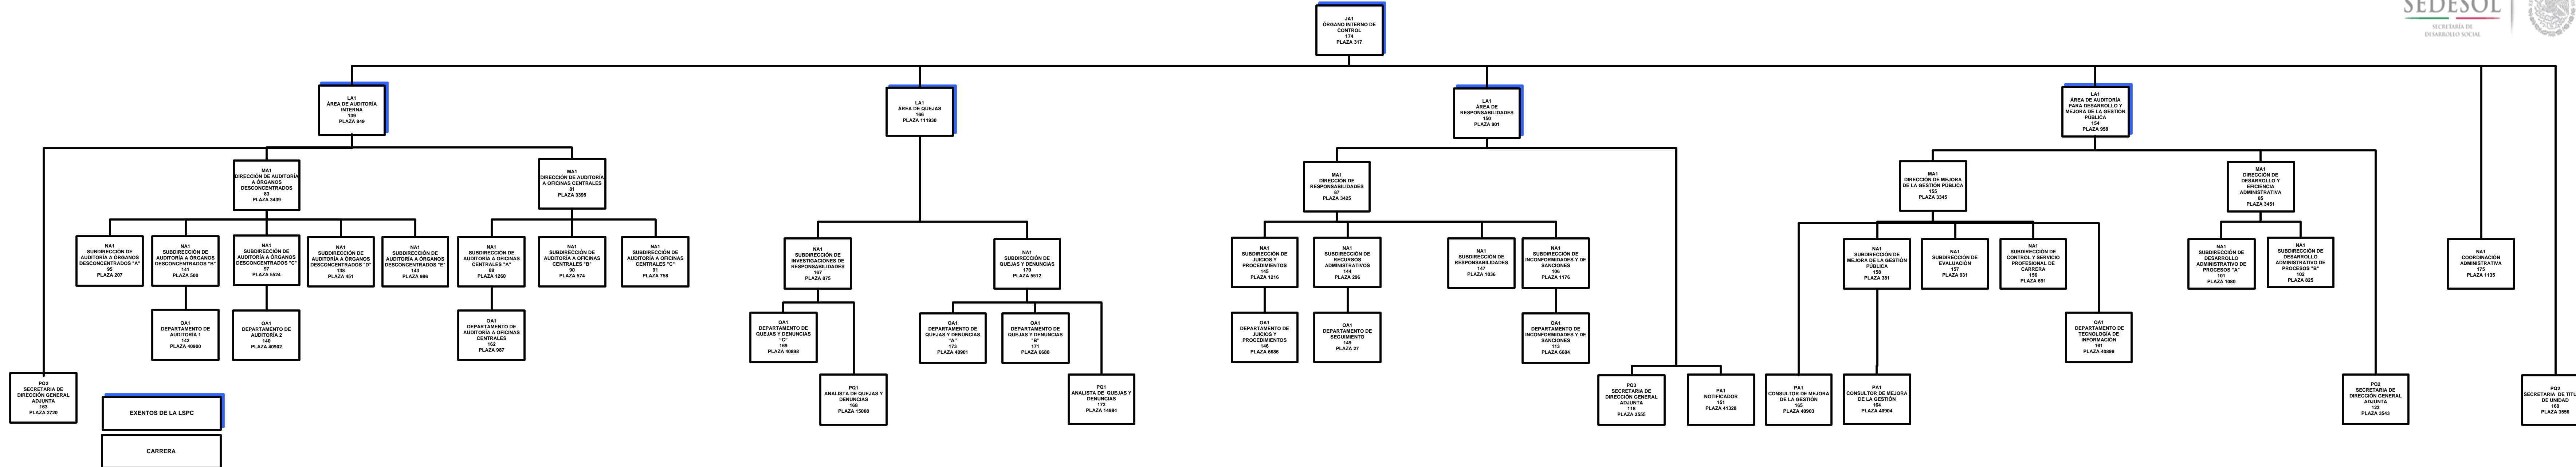 SEDESOL
SECRETARÍA DE
DESARROLLO SOCIAL
JA1
ÓRGANO INTERNO DE
CONTROL
174
PLAZA 317
LA1
ÁREA DE AUDITORÍA
INTERNA
139
PLAZA 849
LA1
ÁREA DE QUEJAS
166
PLAZA 111930
LA1
ÁREA DE
RESPONSABILIDADES
150
PLAZA 901
LA1
ÁREA DE AUDITORÍA
PARA DESARROLLO Y
MEJORA DE LA GESTIÓN
PÚBLICA
154
PLAZA 958
MA1
DIRECCIÓN DE AUDITORÍA
A ÓRGANOS
DESCONCENTRADOS
83
PLAZA 3439
MA1
DIRECCIÓN DE AUDITORÍA
A OFICINAS CENTRALES
81
PLAZA 3395
MA1
DIRECCIÓN DE
RESPONSABILIDADES
87
PLAZA 3425
MA1
DIRECCIÓN DE MEJORA
DE LA GESTIÓN PÚBLICA
155
PLAZA 3345
MA1
DIRECCIÓN DE
DESARROLLO Y
EFICIENCIA
ADMINISTRATIVA
85
PLAZA 3451
NA1
SUBDIRECCIÓN DE
AUDITORÍA A ÓRGANOS
DESCONCENTRADOS "A"
95
PLAZA 207
NA1
SUBDIRECCIÓN DE
AUDITORÍA A ÓRGANOS
DESCONCENTRADOS "B"
141
PLAZA 500
NA1
SUBDIRECCIÓN DE
AUDITORÍA A ÓRGANOS
DESCONCENTRADOS "C"
97
PLAZA 5524
NA1
SUBDIRECCIÓN DE
AUDITORÍA A ÓRGANOS
DESCONCENTRADOS "D"
138
PLAZA 451
NA1
SUBDIRECCIÓN DE
AUDITORÍA A ÓRGANOS
DESCONCENTRADOS "E"
143
PLAZA 986
NA1
SUBDIRECCIÓN DE
AUDITORÍA A OFICINAS
CENTRALES "A"
89
PLAZA 1260
NA1
SUBDIRECCIÓN DE
AUDITORÍA A OFICINAS
CENTRALES "B"
90
PLAZA 574
NA1
SUBDIRECCIÓN DE
AUDITORÍA A OFICINAS
CENTRALES "C"
91
PLAZA 758
NA1
SUBDIRECCIÓN DE
INVESTIGACIONES DE
RESPONSABILIDADES
167
PLAZA 875
NA1
SUBDIRECCIÓN DE
QUEJAS Y DENUNCIAS
170
PLAZA 5512
NA1
SUBDIRECCIÓN DE
JUICIOS Y
PROCEDIMIENTOS
145
PLAZA 1216
NA1
SUBDIRECCIÓN DE
RECURSOS
ADMINISTRATIVOS
144
PLAZA 296
NA1
SUBDIRECCIÓN DE
RESPONSABILIDADES
147
PLAZA 1036
NA1
SUBDIRECCIÓN DE
INCONFORMIDADES Y DE
SANCIONES
106
PLAZA 1176
NA1
SUBDIRECCIÓN DE
MEJORA DE LA GESTIÓN
PÚBLICA
158
PLAZA 381
NA1
SUBDIRECCIÓN DE
EVALUACIÓN
157
PLAZA 931
NA1
SUBDIRECCIÓN DE
CONTROL Y SERVICIO
PROFESIONAL DE
CARRERA
156
PLAZA 691
NA1
SUBDIRECCIÓN DE
DESARROLLO
ADMINISTRATIVO DE
PROCESOS "A"
101
PLAZA 1080
NA1
SUBDIRECCIÓN DE
DESARROLLO
ADMINISTRATIVO DE
PROCESOS "B"
102
PLAZA 825
NA1
COORDINACIÓN
ADMINISTRATIVA
175
PLAZA 1135
OA1
DEPARTAMENTO DE
AUDITORÍA 1
142
PLAZA 40900
OA1
DEPARTAMENTO DE
AUDITORÍA 2
140
PLAZA 40902
OA1
DEPARTAMENTO DE
AUDITORÍA A OFICINAS
CENTRALES
162
PLAZA 987
OA1
DEPARTAMENTO DE
QUEJAS Y DENUNCIAS
"C"
169
PLAZA 40898
OA1
DEPARTAMENTO DE
QUEJAS Y DENUNCIAS
"A"
173
PLAZA 40901
OA1
DEPARTAMENTO DE
QUEJAS Y DENUNCIAS
"B"
171
PLAZA 6688
OA1
DEPARTAMENTO DE
JUICIOS Y
PROCEDIMIENTOS
146
PLAZA 6686
OA1
DEPARTAMENTO DE
SEGUIMIENTO
149
PLAZA 27
OA1
DEPARTAMENTO DE
INCONFORMIDADES Y DE
SANCIONES
113
PLAZA 6684
OA1
DEPARTAMENTO DE
TECNOLOGÍA DE
INFORMACIÓN
161
PLAZA 40899
PQ2
SECRETARIA DE
DIRECCIÓN GENERAL
ADJUNTA
163
PLAZA 2720
PQ1
ANALISTA DE QUEJAS Y
DENUNCIAS
168
PLAZA 15008
PQ1
ANALISTA DE QUEJAS Y
DENUNCIAS
172
PLAZA 14984
PQ3
SECRETARIA DE
DIRECCIÓN GENERAL
ADJUNTA
118
PLAZA 3555
PA1
NOTIFICADOR
151
PLAZA 41328
PA1
CONSULTOR DE MEJORA
DE LA GESTIÓN
165
PLAZA 40903
PA1
CONSULTOR DE MEJORA
DE LA GESTIÓN
164
PLAZA 40904
PQ2
SECRETARIA DE
DIRECCIÓN GENERAL
ADJUNTA
123
PLAZA 3543
PQ2
SECRETARIA DE TITU
DE UNIDAD
160
PLAZA 3556
EXENTOS DE LA LSPC
CARRERA